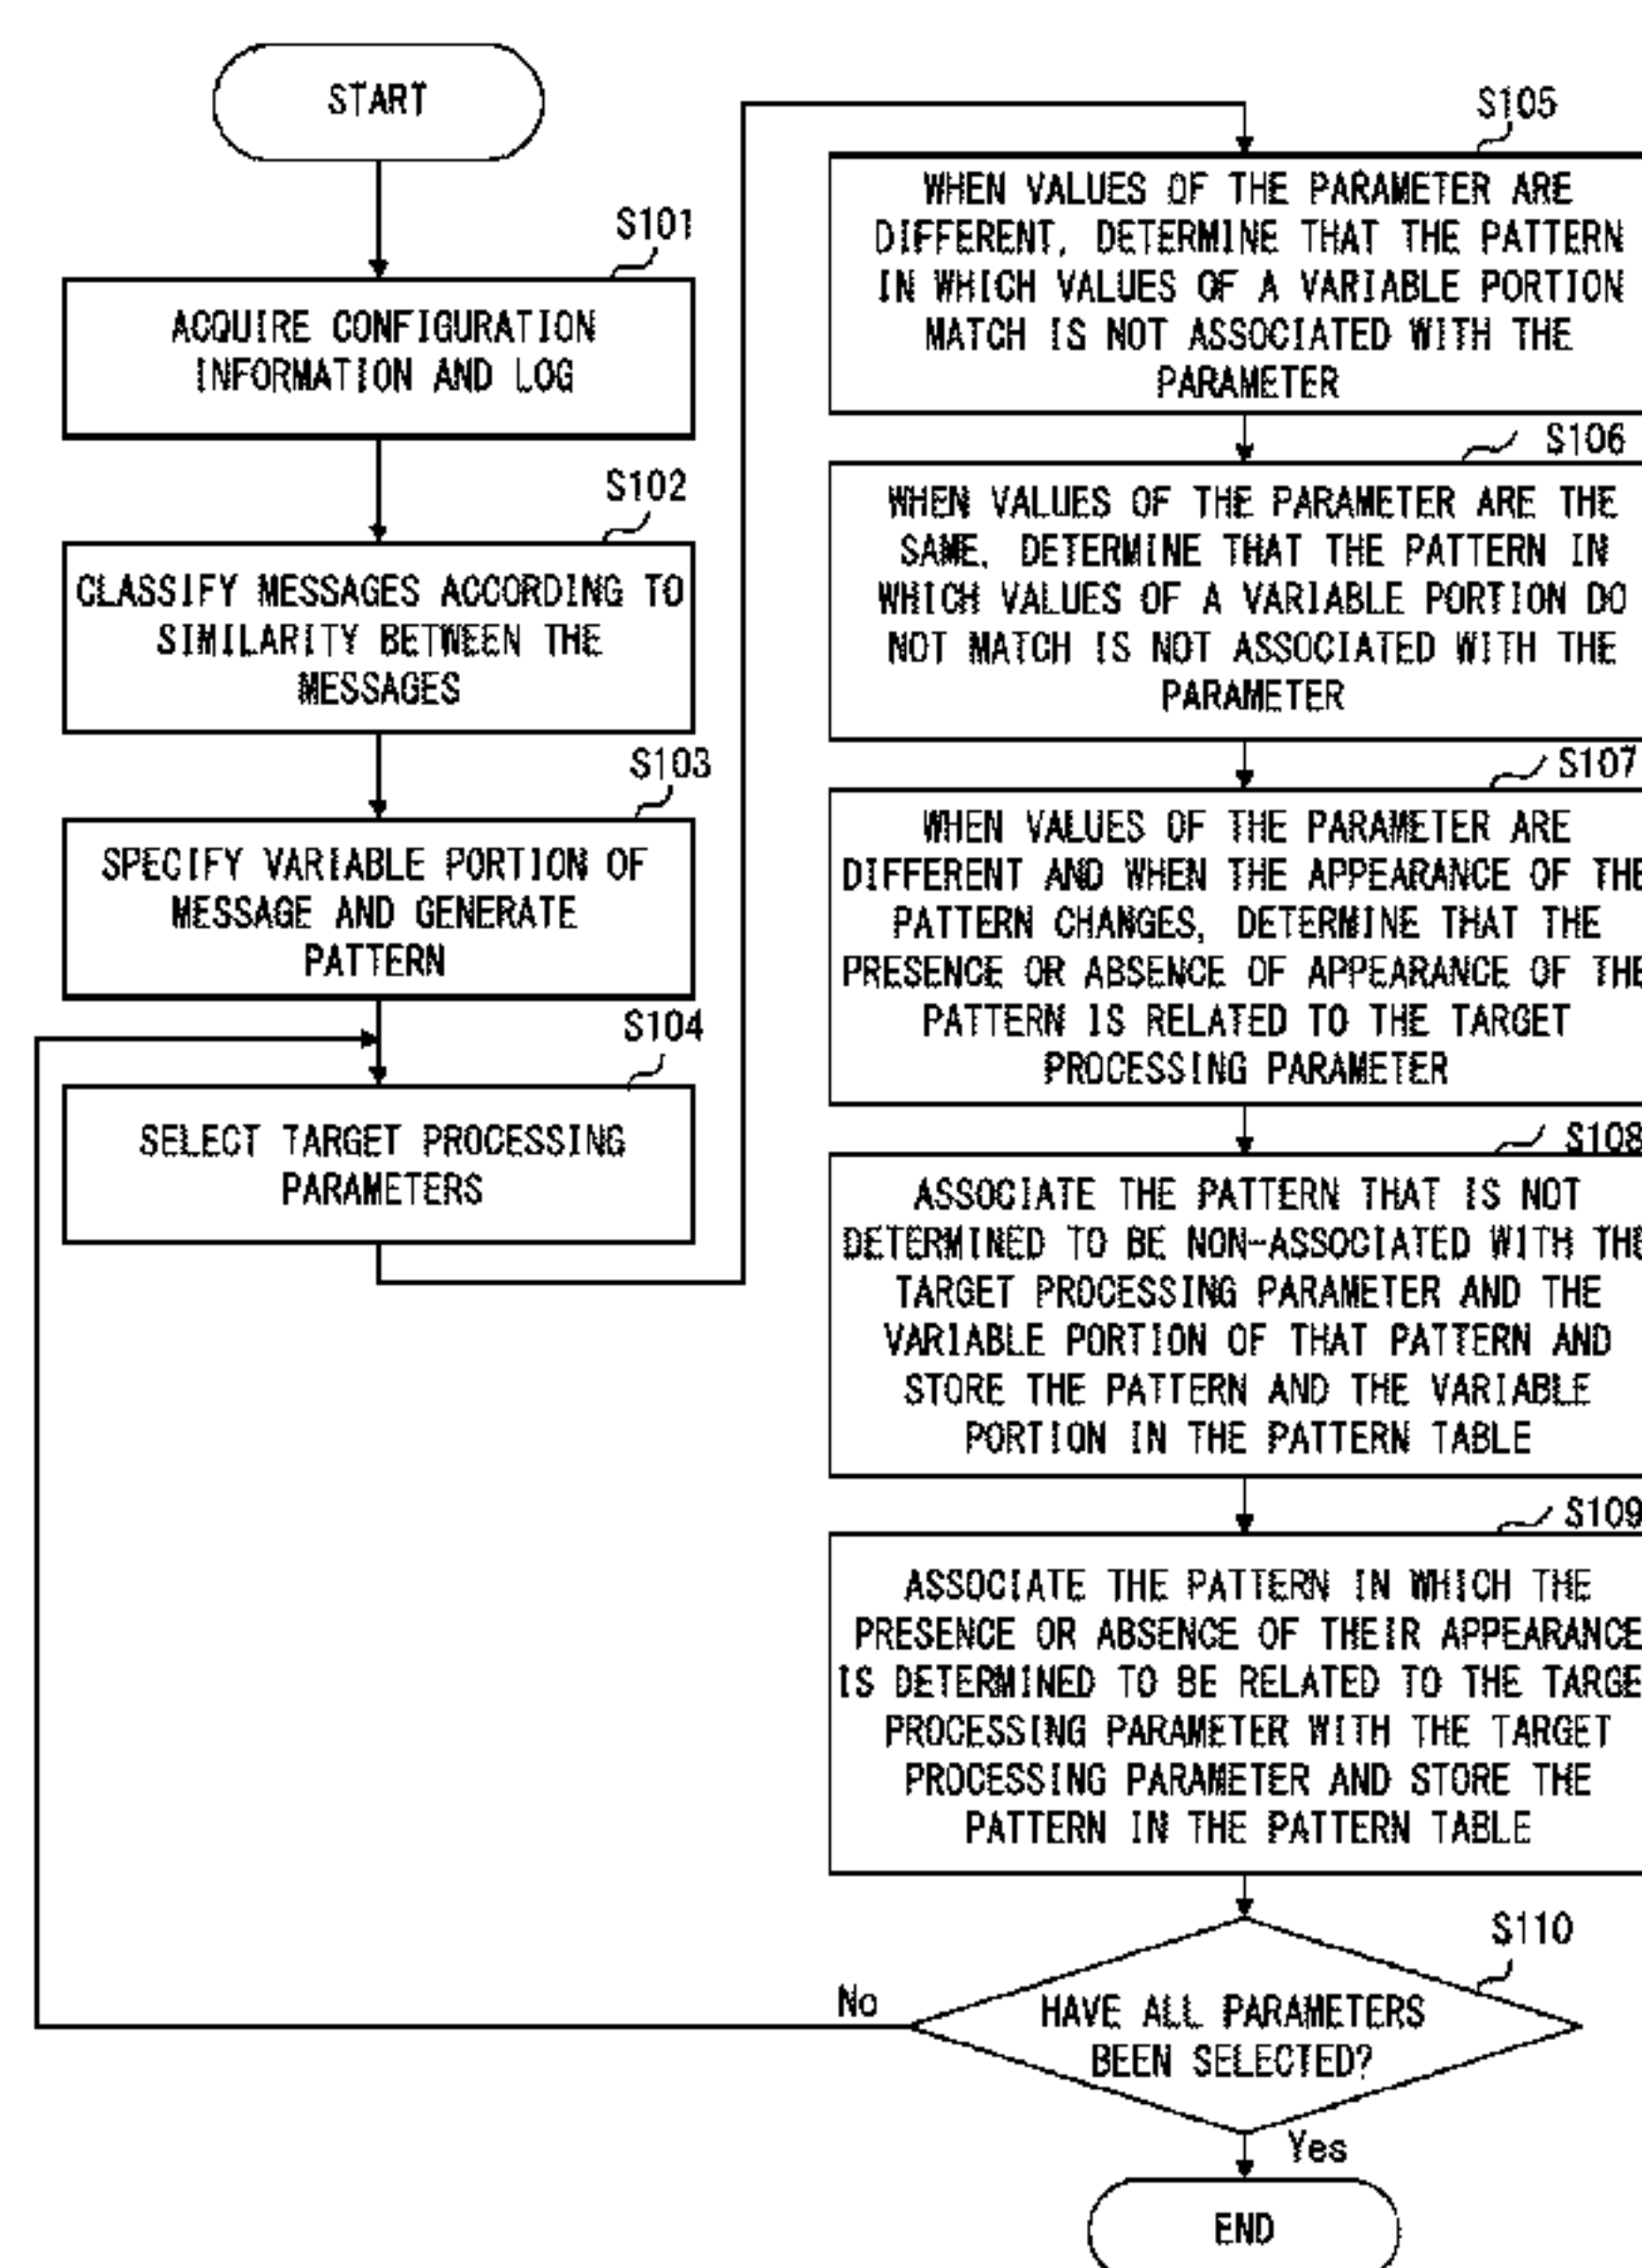 START
S101
ACQUIRE CONFIGURATION
INFORMATION AND LOG
S102
CLASSIFY MESSAGES ACCORDING TO
SIMILARITY BETWEEN THE
MESSAGES
S103
SPECIFY VARIABLE PORTION OF
MESSAGE AND GENERATE
PATTERN
S104
SELECT TARGET PROCESSING
PARAMETERS
S105
WHEN VALUES OF THE PARAMETER ARE
DIFFERENT, DETERMINE THAT THE PATTERN
IN WHICH VALUES OF A VARIABLE PORTION
MATCH IS NOT ASSOCIATED WITH THE
PARAMETER
S106
WHEN VALUES OF THE PARAMETER ARE THE
SAME, DETERMINE THAT THE PATTERN IN
WHICH VALUES OF A VARIABLE PORTION DO
NOT MATCH IS NOT ASSOCIATED WITH THE
PARAMETER
S107
WHEN VALUES OF THE PARAMETER ARE
DIFFERENT AND WHEN THE APPEARANCE OF THE
PATTERN CHANGES, DETERMINE THAT THE
PRESENCE OR ABSENCE OF APPEARANCE OF THE
PATTERN IS RELATED TO THE TARGET
PROCESSING PARAMETER
S108
ASSOCIATE THE PATTERN THAT IS NOT
DETERMINED TO BE NON-ASSOCIATED WITH THE
TARGET PROCESSING PARAMETER AND THE
VARIABLE PORTION OF THAT PATTERN AND
STORE THE PATTERN AND THE VARIABLE
PORTION IN THE PATTERN TABLE
S109
ASSOCIATE THE PATTERN IN WHICH THE
PRESENCE OR ABSENCE OF THEIR APPEARANCE
IS DETERMINED TO BE RELATED TO THE TARGE
PROCESSING PARAMETER WITH THE TARGET
PROCESSING PARAMETER AND STORE THE
PATTERN IN THE PATTERN TABLE
S110
No
HAVE ALL PARAMETERS
BEEN SELECTED?
Yes
END